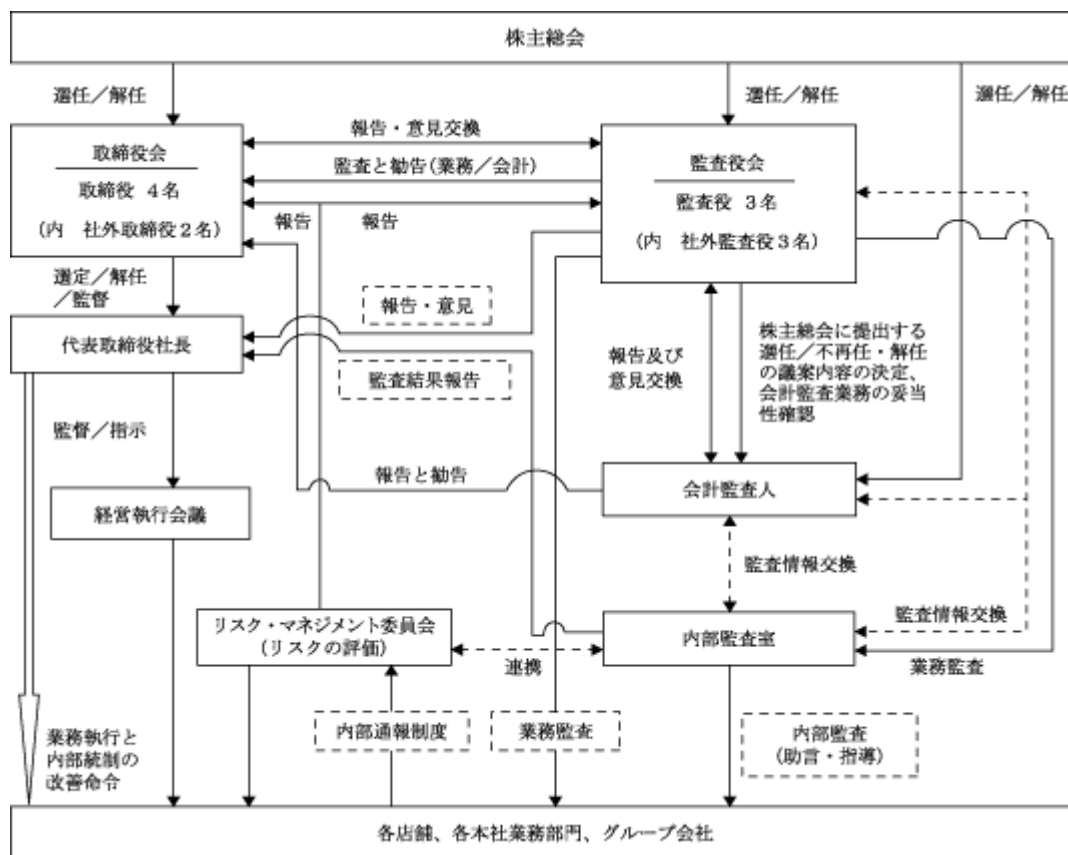 株主総会
選任／解任
選任／解任
選任／解任
取締役会
取締役 4名
(内 社外取締役2名)
報告・意見交換
監査と勧告(業務／会計)
報告
報告
監査役会
監査役 3名
(内 社外監査役3名)
選定／解任
／監督
報告・意見
代表取締役社長
監査結果報告
報告及び
意見交換
株主総会に提出する
選任／不再任・解任
の議案内容の決定、
会計監査業務の妥当
性確認
監督／指示
報告と勧告
会計監査人
経営執行会議
監査情報交換
リスク・マネジメント委員会
(リスクの評価)
連携
内部監査室
監査情報交換
業務監査
業務執行と
内部統制の
改善命令
内部通報制度
業務監査
内部監査
(助言・指導)
各店舗、各本社業務部門、グループ会社